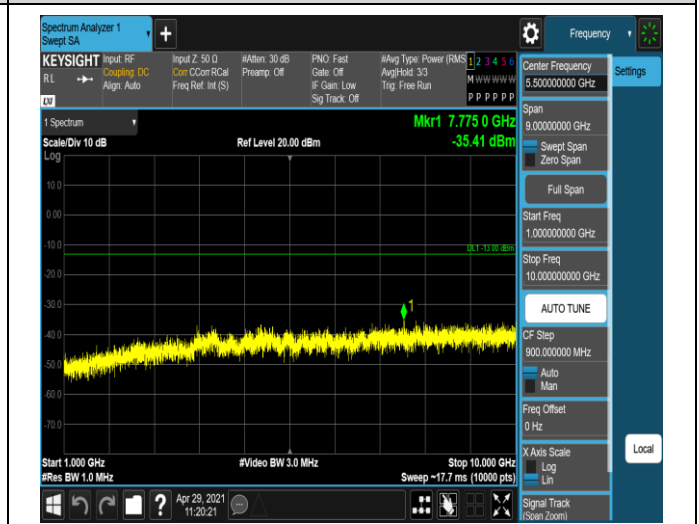 Spectrum Analyzer 1
Swept SA
Frequency
KEYSIGHT
RL
LXI
Input: RF
Coupling: DC
Align: Auto
Input Z: 50 Ω
Corr CCorr RCal
Freq Ref: Int (S)
#Atten: 30 dB
Preamp: Off
PNO: Fast
Gate: Off
IF Gain: Low
Sig Track: Off
#Avg Type: Power (RMS
Avg|Hold: 3/3
Trig: Free Run
1 2 3 4 5 6
M W W W W W
P P P P P P
Center Frequency
5.500000000 GHz
Settings
Span
9.00000000 GHz
Swept Span
Zero Span
Full Span
Start Freq
1.000000000 GHz
Stop Freq
10.000000000 GHz
AUTO TUNE
CF Step
900.000000 MHz
Auto
Man
Freq Offset
0 Hz
X Axis Scale
Log
Lin
Local
Signal Track
(Span Zoom)
1 Spectrum
Scale/Div 10 dB
Log
Ref Level 20.00 dBm
Mkr1 7.775 0 GHz
-35.41 dBm
10.0
0.00
-10.0
-20.0
-30.0
-40.0
-50.0
-60.0
-70.0
DL1 -13.00 dBm
1
Start 1.000 GHz
#Res BW 1.0 MHz
#Video BW 3.0 MHz
Stop 10.000 GHz
Sweep ~17.7 ms (10000 pts)
?
Apr 29, 2021
11:20:21